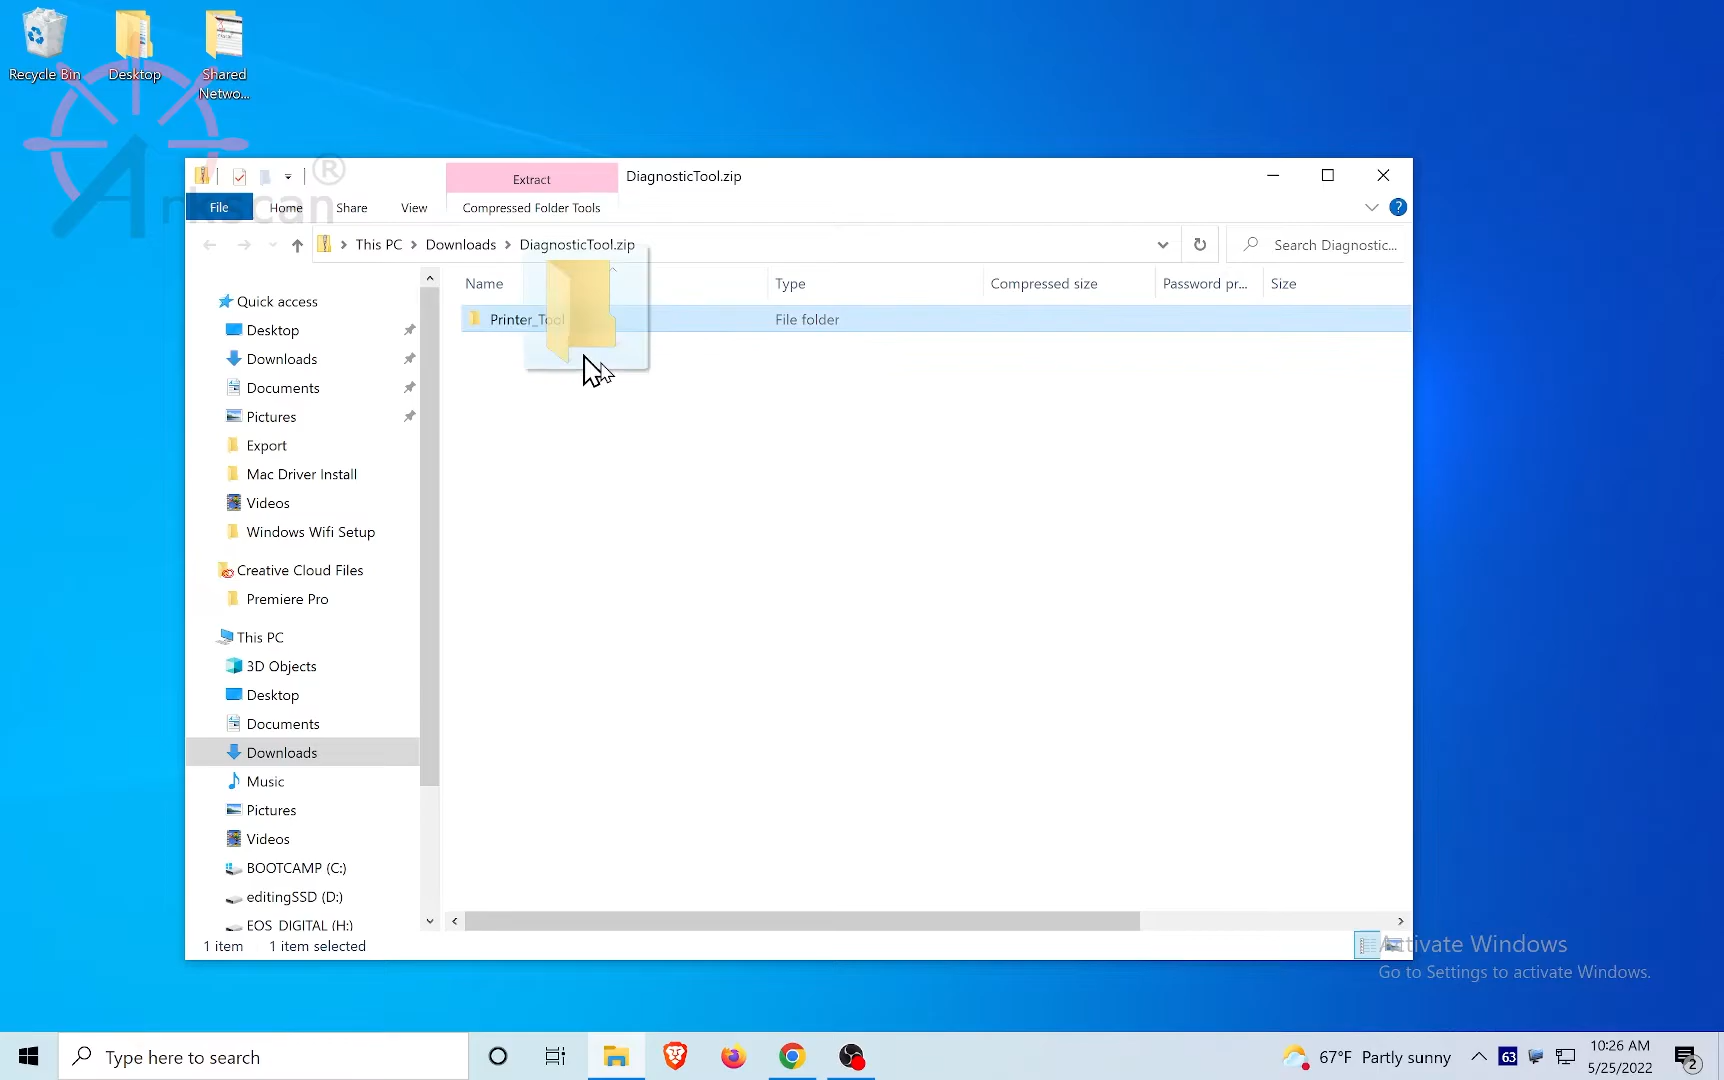 Recycle Bin
Desktop
Shared
Netwo...
Ankscan®
Extract
DiagnosticTool.zip
File
Home
Share
View
Compressed Folder Tools
This PC
Downloads
DiagnosticTool.zip
Search Diagnostic...
Name
Type
Compressed size
Password pr...
Size
Printer_Tool
File folder
Quick access
Desktop
Downloads
Documents
Pictures
Export
Mac Driver Install
Videos
Windows Wifi Setup
Creative Cloud Files
Premiere Pro
This PC
3D Objects
Desktop
Documents
Downloads
Music
Pictures
Videos
BOOTCAMP (C:)
editingSSD (D:)
EOS_DIGITAL (H:)
1 item
1 item selected
Activate Windows
Go to Settings to activate Windows.
Type here to search
67°F Partly sunny
63
10:26 AM
5/25/2022
2